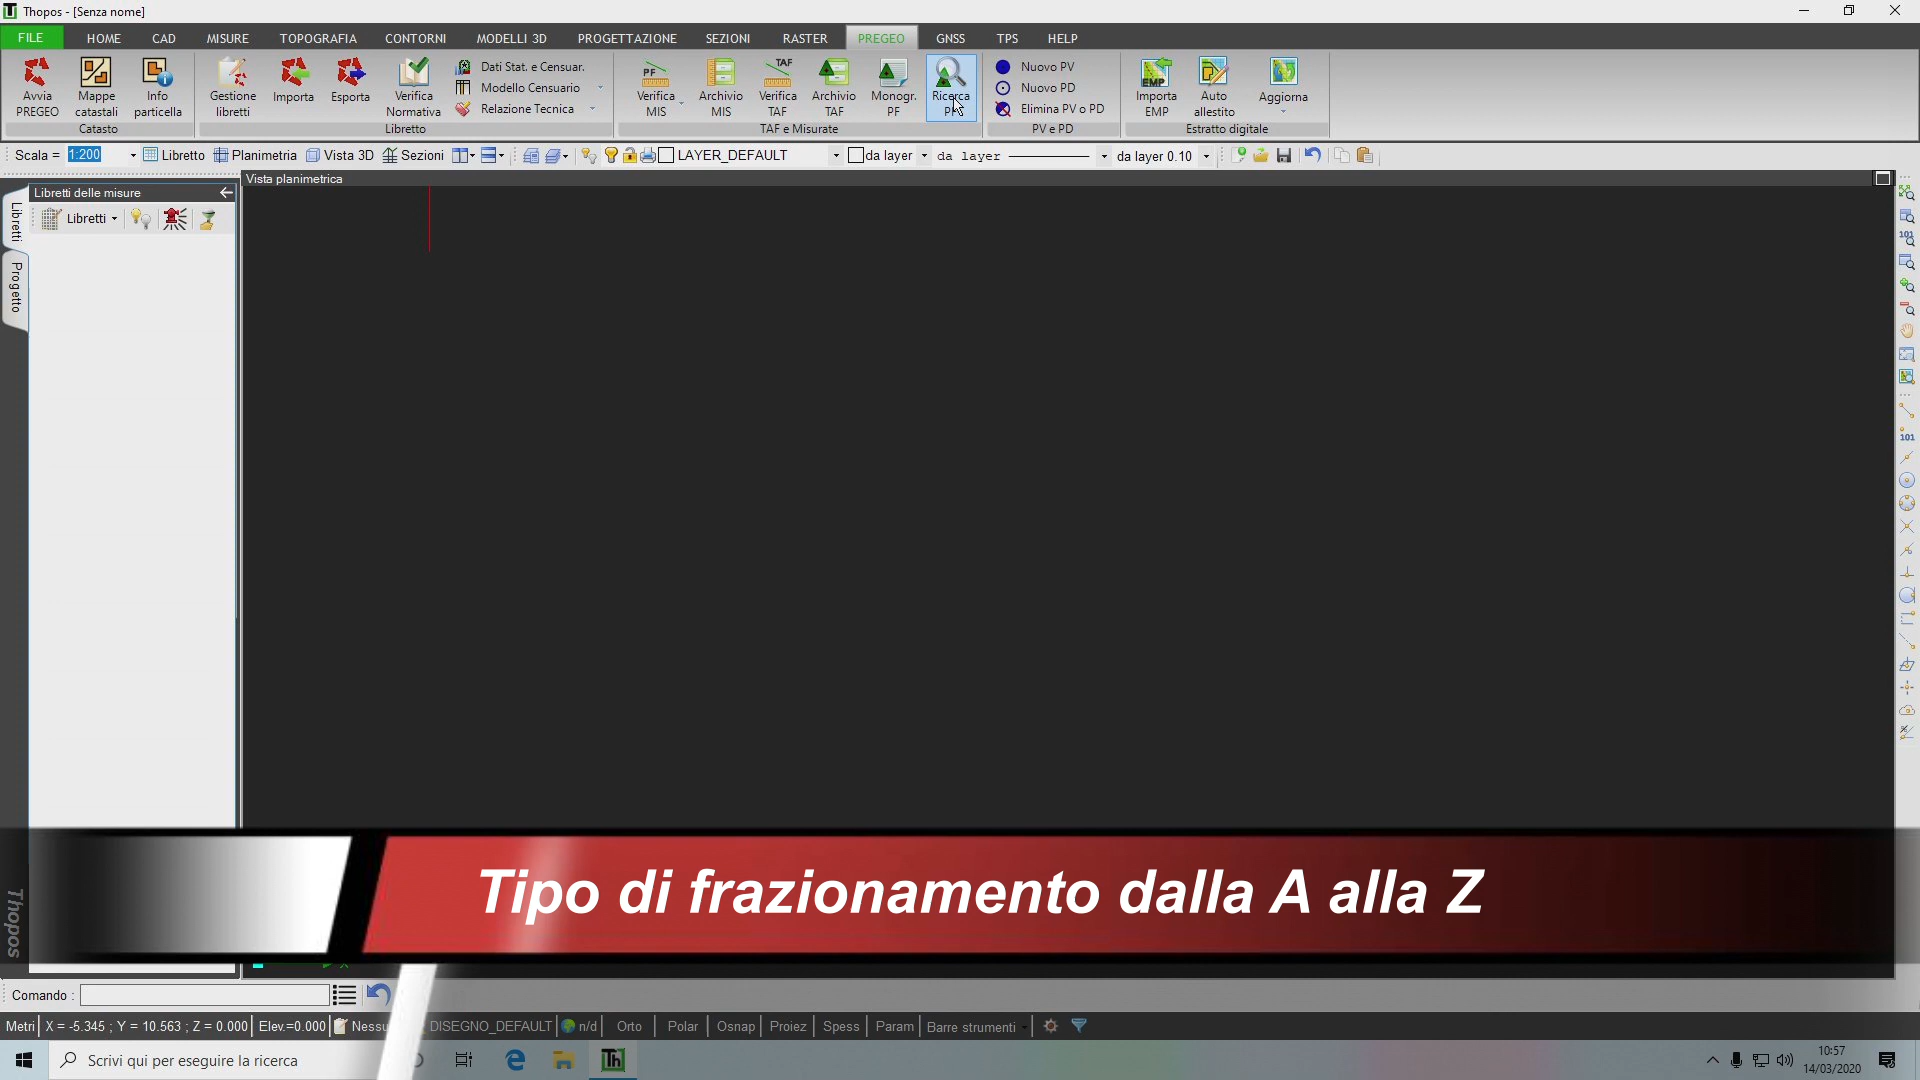 Thopos - [Senza nome]
FILE HOME CAD MISURE TOPOGRAFIA CONTORNI MODELLI 3D PROGETTAZIONE SEZIONI RASTER PREGEO GNSS TPS HELP
Avvia PREGEO
Mappe catastali
Info particella
Catasto
Gestione libretti
Importa
Esporta
Verifica Normativa
Dati Stat. e Censuar.
Modello Censuario
Relazione Tecnica
Libretto
Verifica MIS
Archivio MIS
Verifica TAF
Archivio TAF
Monogr. PF
Ricerca
TAF e Misurate
Nuovo PV
Nuovo PD
Elimina PV o PD
PV e PD
Importa EMP
Auto allestito
Aggiorna
Estratto digitale
Scala = 1:200 Libretto Planimetria Vista 3D Sezioni LAYER_DEFAULT da layer da layer da layer 0.10
Libretti delle misure
Vista planimetrica
Libretti
Libretti
Progetto
Thopos
Tipo di frazionamento dalla A alla Z
Comando :
Metri X = -5.345 ; Y = 10.563 ; Z = 0.000 Elev.=0.000 DISEGNO_DEFAULT n/d Orto Polar Osnap Proiez Spess Param Barre strumenti
Scrivi qui per eseguire la ricerca
10:57
14/03/2020